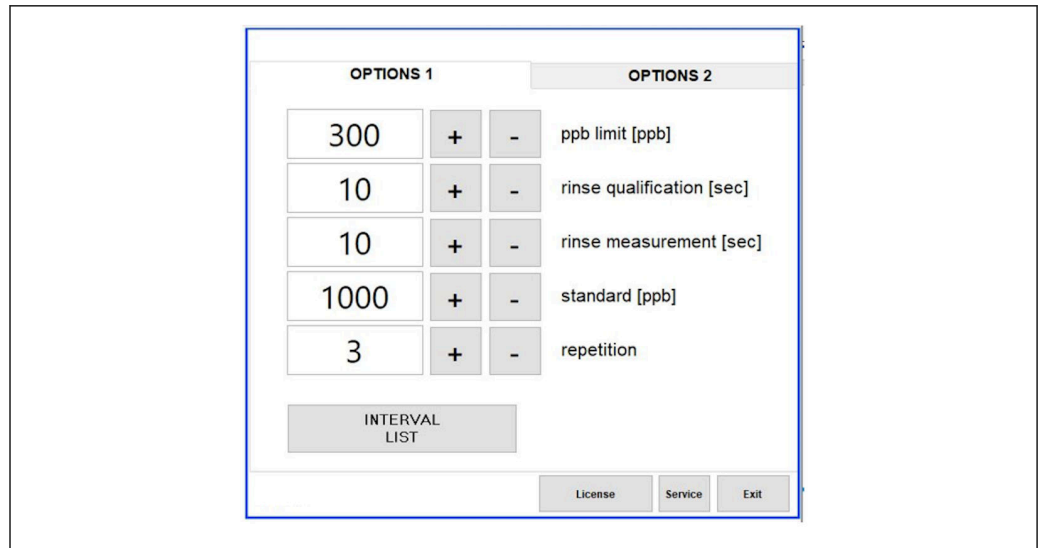 OPTIONS 1 OPTIONS 2
300 + - ppb limit [ppb]
10 + - rinse qualification [sec]
10 + - rinse measurement [sec]
1000 + - standard [ppb]
3 + - repetition
INTERVAL
LIST
License Service Exit